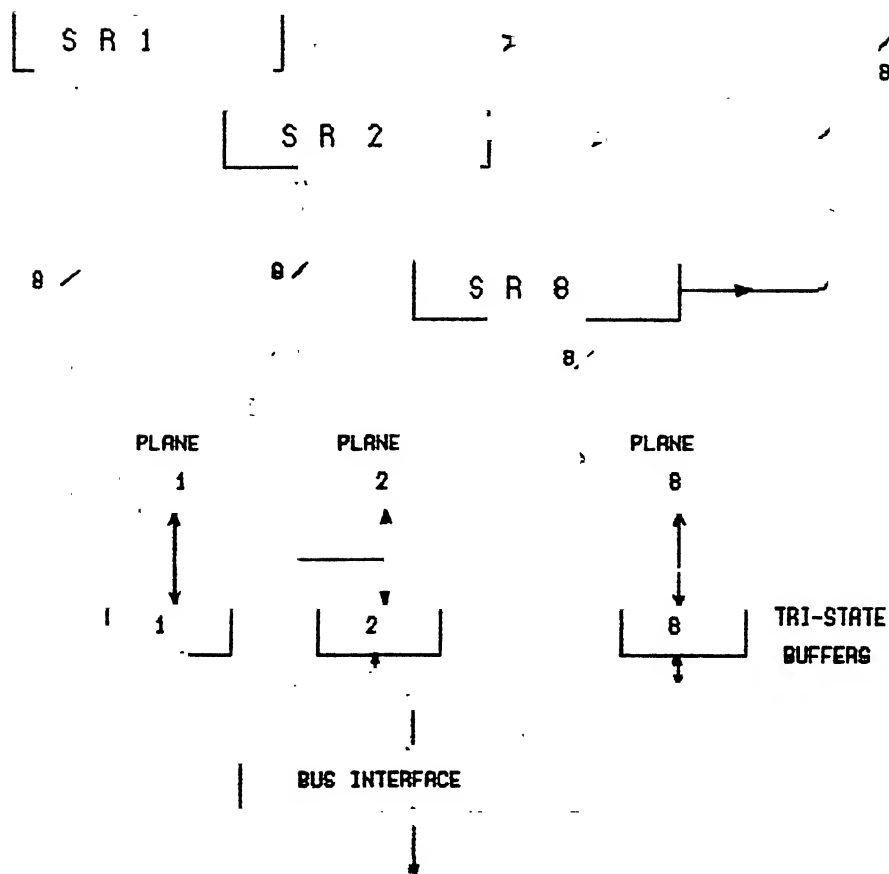 S R 1
8
S R 2
8
8
S R 8
8
PLANE PLANE PLANE
1 2 8
1 2 8 TRI-STATE
BUFFERS
BUS INTERFACE